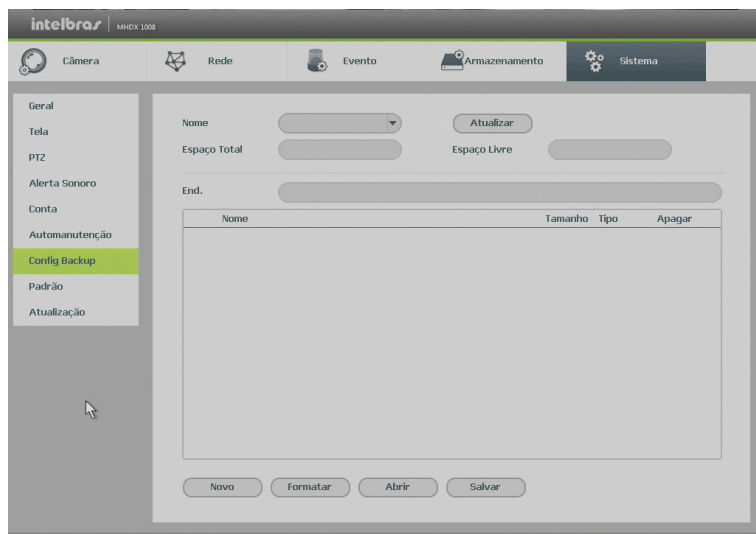 intelbras MHDX 1008
Câmera Rede Evento Armazenamento Sistema
Geral
Tela
PTZ
Alerta Sonoro
Conta
Automanutenção
Config Backup
Padrão
Atualização
Nome Atualizar
Espaço Total Espaço Livre
End.
Nome Tamanho Tipo Apagar
Novo Formatar Abrir Salvar